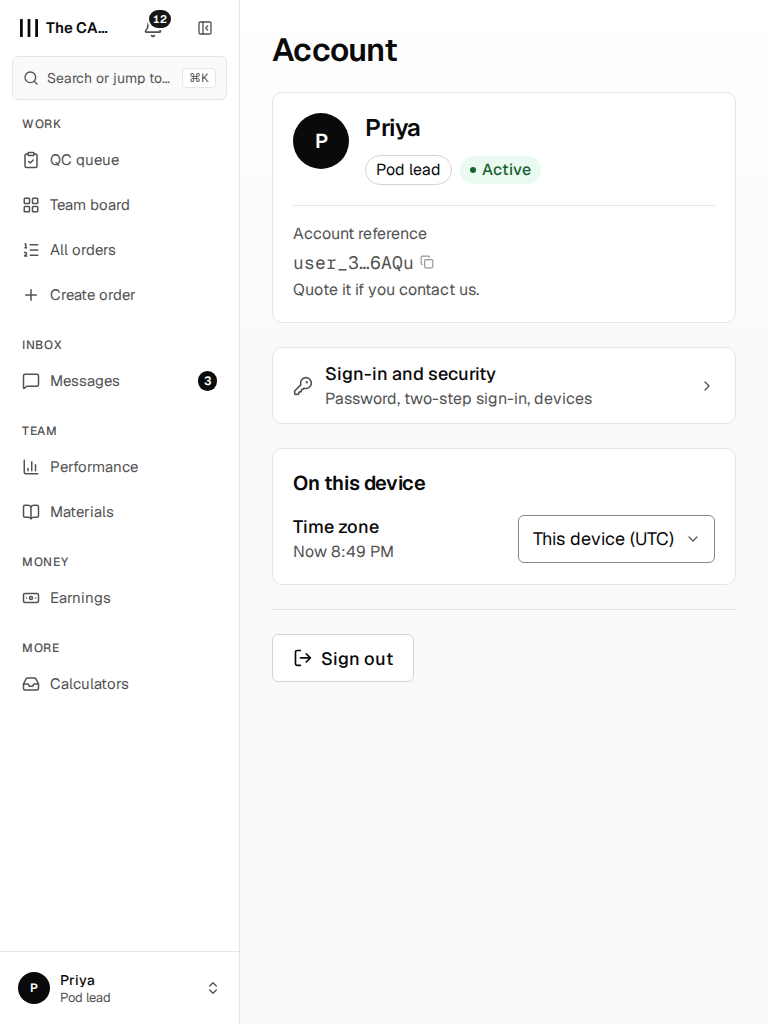 The CA…
12
Search or jump to… ⌘K
WORK
QC queue
Team board
All orders
Create order
INBOX
Messages 3
TEAM
Performance
Materials
MONEY
Earnings
MORE
Calculators
P
Priya
Pod lead
Account
P
Priya
Pod lead
Active
Account reference
user_3…6AQu
Quote it if you contact us.
Sign-in and security
Password, two-step sign-in, devices
On this device
Time zone
Now 8:49 PM
This device (UTC)
Sign out